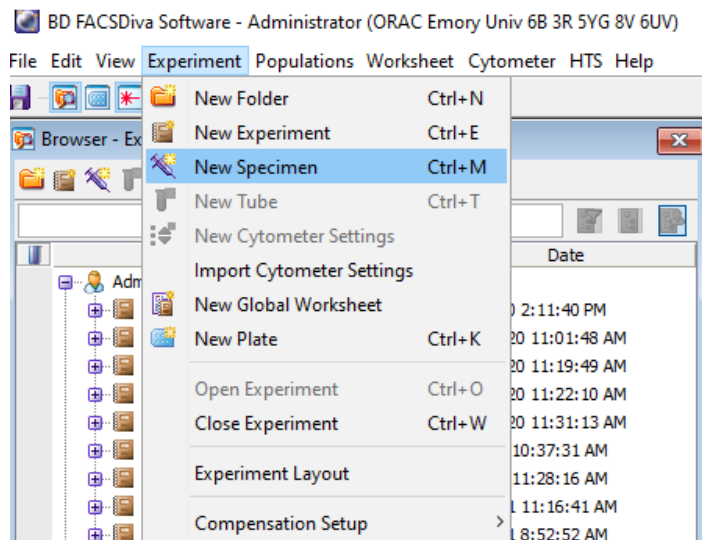 BD FACSDiva Software - Administrator (ORAC Emory Univ 6B 3R 5YG 8V 6UV)
File Edit View Experiment Populations Worksheet Cytometer HTS Help
New Folder Ctrl+N
New Experiment Ctrl+E
Browser - Ex
New Specimen Ctrl+M
New Tube Ctrl+T
New Cytometer Settings
Date
Import Cytometer Settings
Adm
New Global Worksheet
0 2:11:40 PM
New Plate Ctrl+K
20 11:01:48 AM
20 11:19:49 AM
Open Experiment Ctrl+O
20 11:22:10 AM
Close Experiment Ctrl+W
20 11:31:13 AM
10:37:31 AM
Experiment Layout
11:28:16 AM
1 11:16:41 AM
Compensation Setup
1 8:52:52 AM